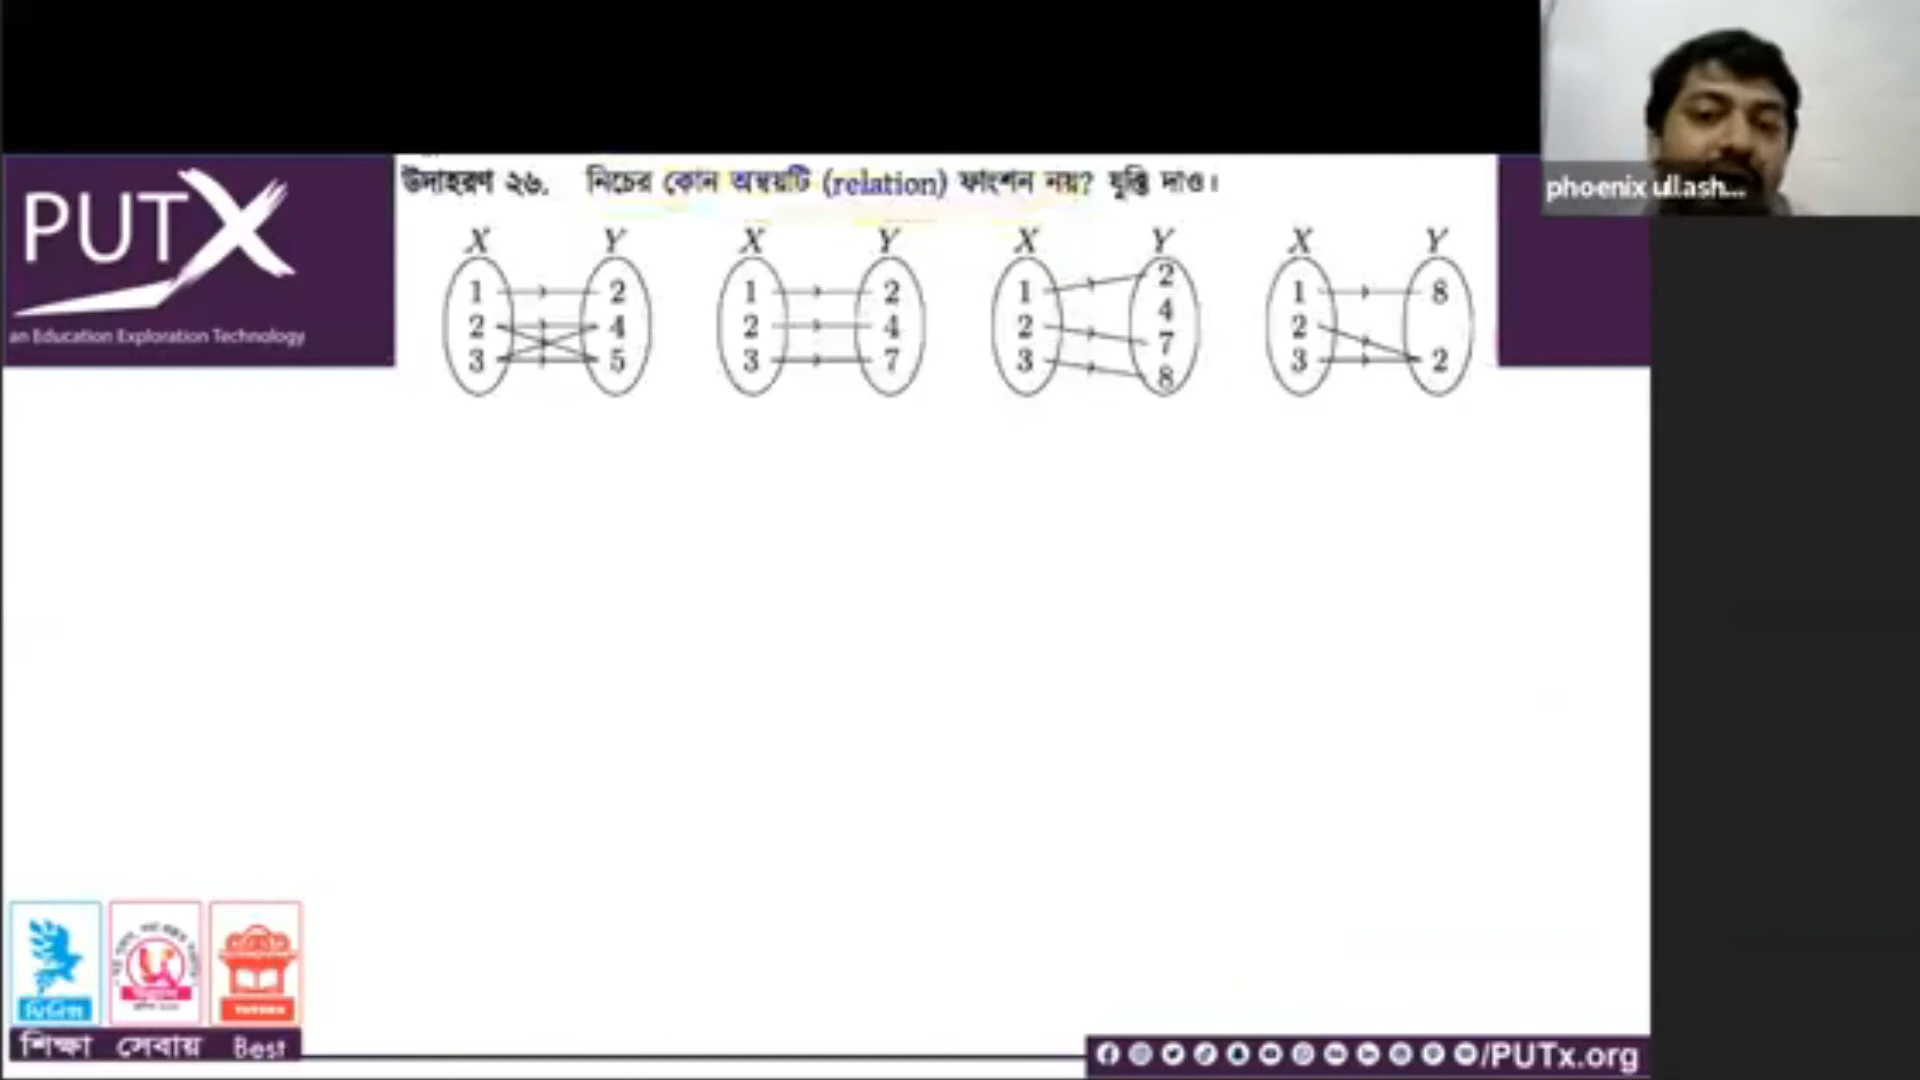 phoenix ullash...
PUTX
an Education Exploration Technology
উদাহরণ ২৬. নিচের কোন অন্বয়টি (relation) ফাংশন নয়? যুক্তি দাও।
X Y X Y X Y X Y
1 2 1 2 1 2 1 8
2 4 2 4 2 4 2
3 5 3 7 3 7 3 2
8
শিক্ষা সেবায় Best
/PUTx.org